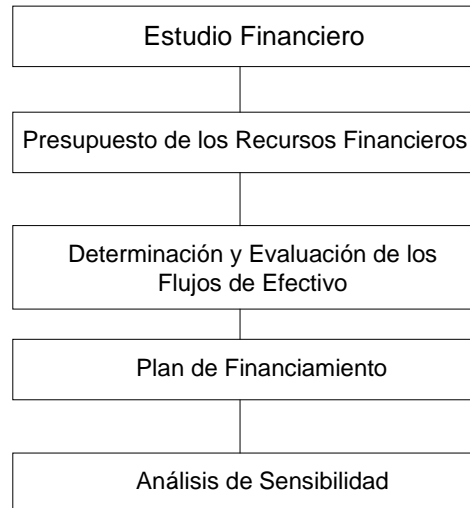 Estudio Financiero
Presupuesto de los Recursos Financieros
Determinación y Evaluación de los
Flujos de Efectivo
Plan de Financiamiento
Análisis de Sensibilidad